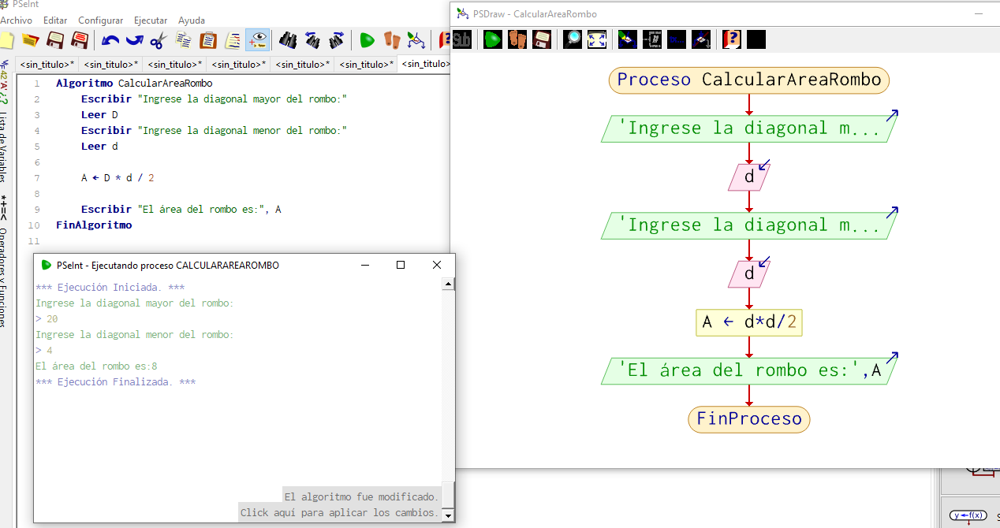 PSeInt
Archivo Editar Configurar Ejecutar Ayuda
<sin_titulo>* <sin_titulo>* <sin_titulo>* <sin_titulo>* <sin_titulo>* <sin_titulo>* <sin_titulo>
Lista de Variables
*+=< Operadores y Funciones
1 Algoritmo CalcularAreaRombo
2 Escribir "Ingrese la diagonal mayor del rombo:"
3 Leer D
4 Escribir "Ingrese la diagonal menor del rombo:"
5 Leer d
6
7 A ← D * d / 2
8
9 Escribir "El área del rombo es:", A
10 FinAlgoritmo
11
PSeInt - Ejecutando proceso CALCULARAREAROMBO
*** Ejecución Iniciada. ***
Ingrese la diagonal mayor del rombo:
> 20
Ingrese la diagonal menor del rombo:
> 4
El área del rombo es:8
*** Ejecución Finalizada. ***
El algoritmo fue modificado.
Click aquí para aplicar los cambios.
PSDraw - CalcularAreaRombo
Sub
Proceso CalcularAreaRombo
'Ingrese la diagonal m...
d
'Ingrese la diagonal m...
d
A ← d*d/2
'El área del rombo es:',A
FinProceso
y←f(x)